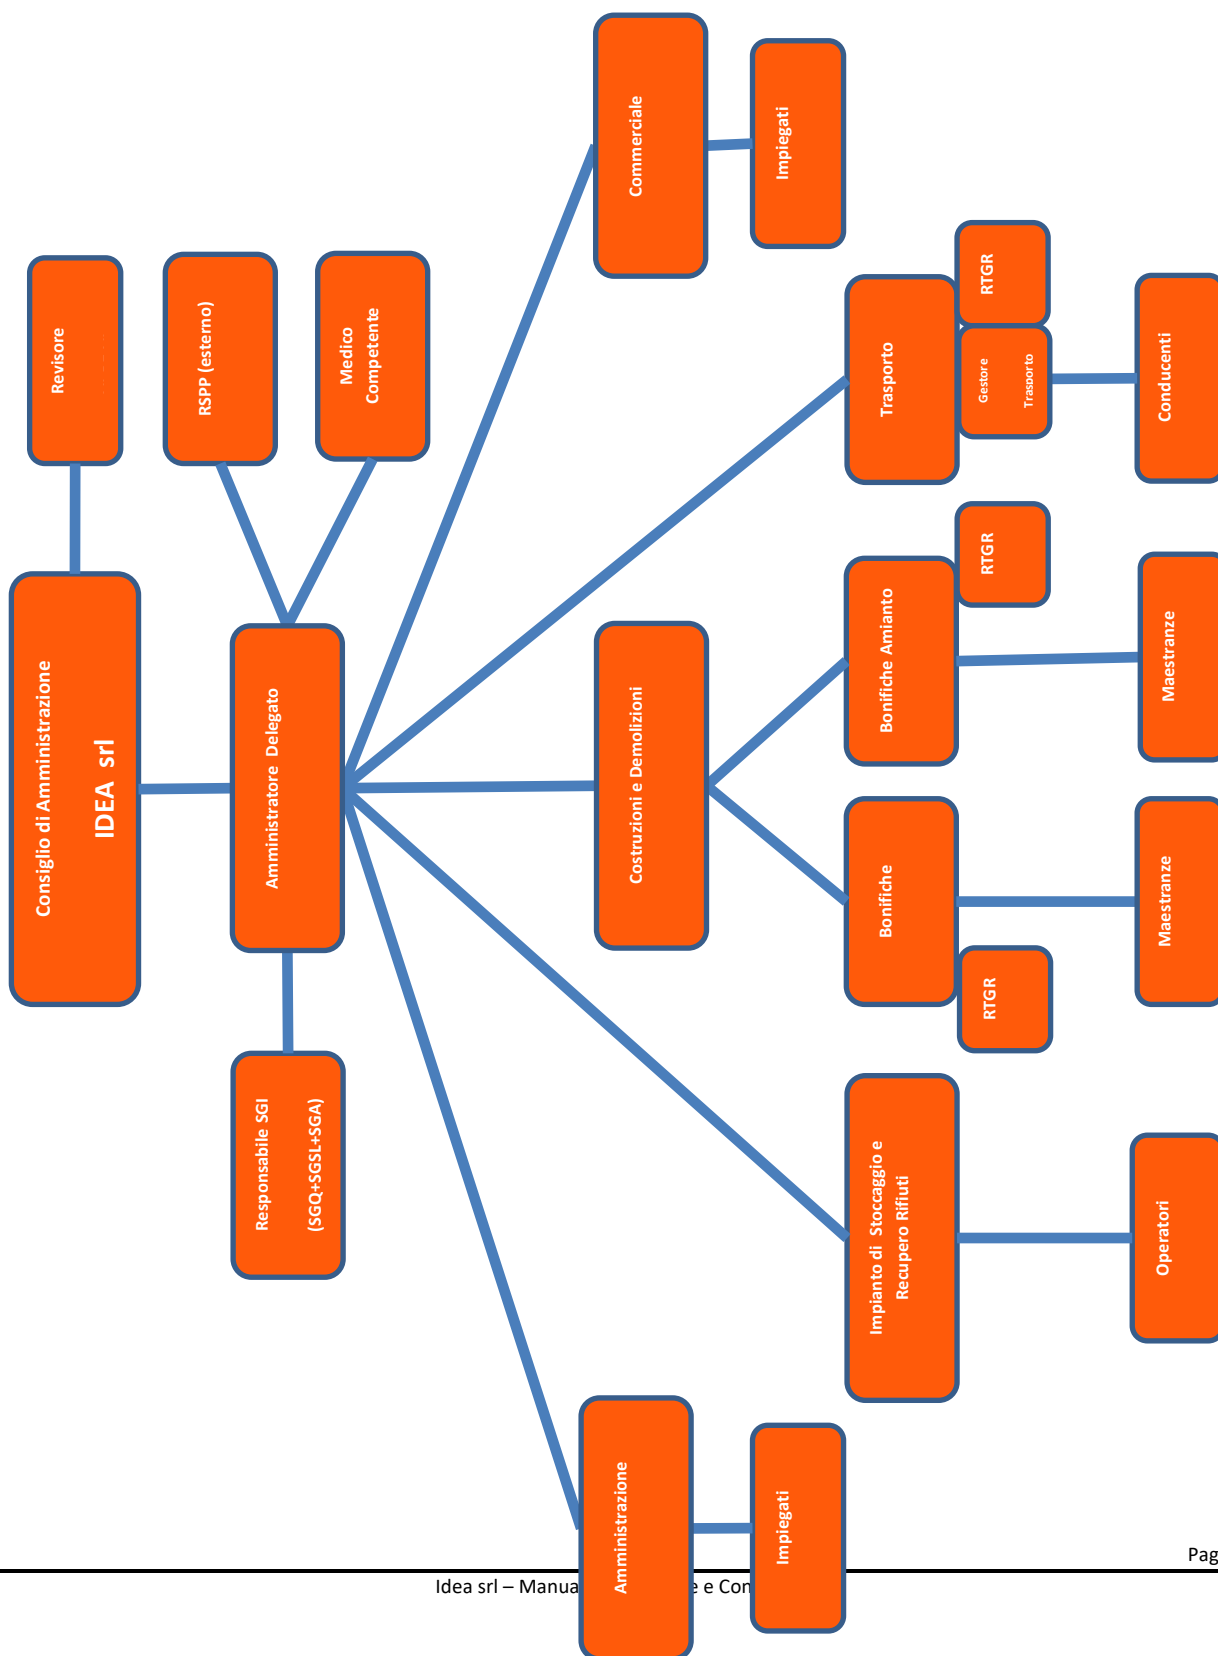 Consiglio di Amministrazione
IDEA srl
Revisore
Amministratore Delegato
RSPP (esterno)
Medico
Competente
Responsabile SGI
(SGQ+SGSL+SGA)
Amministrazione
Impiegati
Impianto di Stoccaggio e
Recupero Rifiuti
Operatori
Costruzioni e Demolizioni
Bonifiche
RTGR
Maestranze
Bonifiche Amianto
RTGR
Maestranze
Trasporto
Gestore
Trasporto
RTGR
Conducenti
Commerciale
Impiegati
Pag
Idea srl – Manua
e e Con